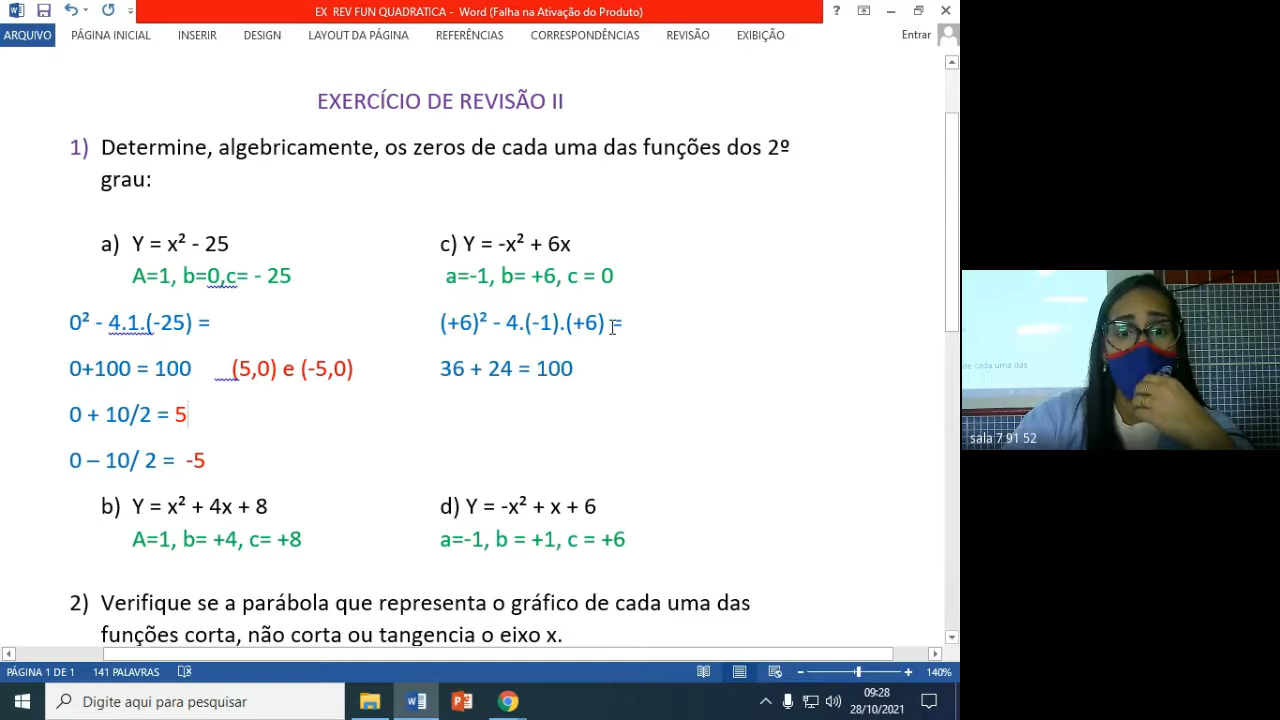 EX REV FUN QUADRATICA - Word (Falha na Ativação do Produto)
ARQUIVO PÁGINA INICIAL INSERIR DESIGN LAYOUT DA PÁGINA REFERÊNCIAS CORRESPONDÊNCIAS REVISÃO EXIBIÇÃO Entrar
EXERCÍCIO DE REVISÃO II
1) Determine, algebricamente, os zeros de cada uma das funções dos 2º
grau:
a) Y = x² - 25
A=1, b=0,c= - 25
0² - 4.1.(-25) =
0+100 = 100 (5,0) e (-5,0)
0 + 10/2 = 5
0 – 10/ 2 = -5
c) Y = -x² + 6x
a=-1, b= +6, c = 0
(+6)² - 4.(-1).(+6) =
36 + 24 = 100
b) Y = x² + 4x + 8
A=1, b= +4, c= +8
d) Y = -x² + x + 6
a=-1, b = +1, c = +6
2) Verifique se a parábola que representa o gráfico de cada uma das
funções corta, não corta ou tangencia o eixo x.
de cada uma das
sala 7 91 52
PÁGINA 1 DE 1 141 PALAVRAS 140%
Digite aqui para pesquisar
09:28
28/10/2021